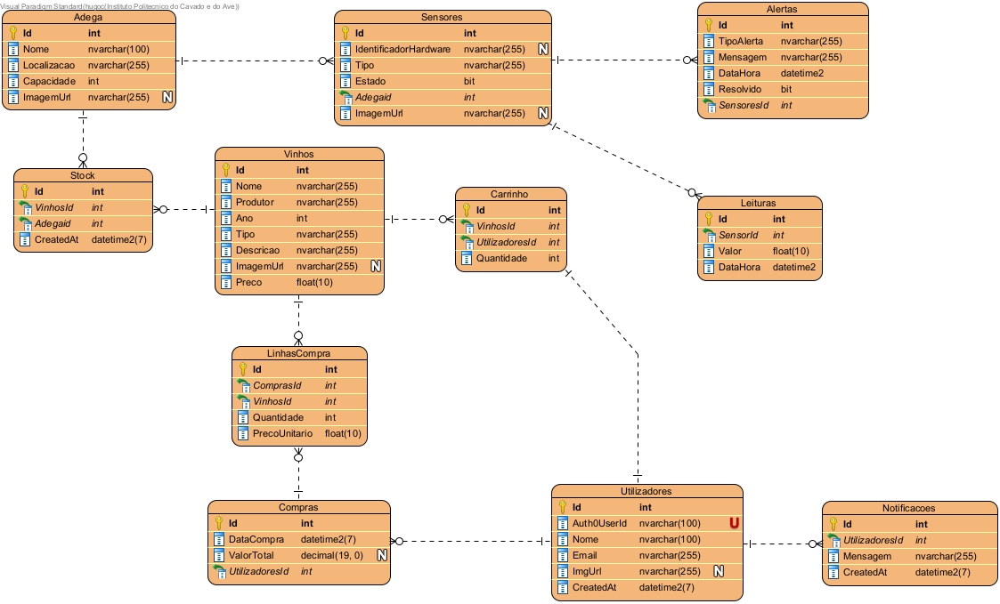 Visual Paradigm Standard(hugoc(Instituto Politecnico do Cavado e do Ave))
Adega
Id int
Nome nvarchar(100)
Localizacao nvarchar(255)
Capacidade int
ImagemUrl nvarchar(255) N
Sensores
Id int
IdentificadorHardware nvarchar(255) N
Tipo nvarchar(255)
Estado bit
Adegaid int
ImagemUrl nvarchar(255) N
Alertas
Id int
TipoAlerta nvarchar(255)
Mensagem nvarchar(255)
DataHora datetime2
Resolvido bit
SensoresId int
Stock
Id int
VinhosId int
Adegaid int
CreatedAt datetime2(7)
Vinhos
Id int
Nome nvarchar(255)
Produtor nvarchar(255)
Ano int
Tipo nvarchar(255)
Descricao nvarchar(255)
ImagemUrl nvarchar(255) N
Preco float(10)
Carrinho
Id int
VinhosId int
UtilizadoresId int
Quantidade int
Leituras
Id int
SensorId int
Valor float(10)
DataHora datetime2
LinhasCompra
Id int
ComprasId int
VinhosId int
Quantidade int
PrecoUnitario float(10)
Compras
Id int
DataCompra datetime2(7)
ValorTotal decimal(19, 0) N
UtilizadoresId int
Utilizadores
Id int
Auth0UserId nvarchar(100) U
Nome nvarchar(100)
Email nvarchar(255)
ImgUrl nvarchar(255) N
CreatedAt datetime2(7)
Notificacoes
Id int
UtilizadoresId int
Mensagem nvarchar(255)
CreatedAt datetime2(7)